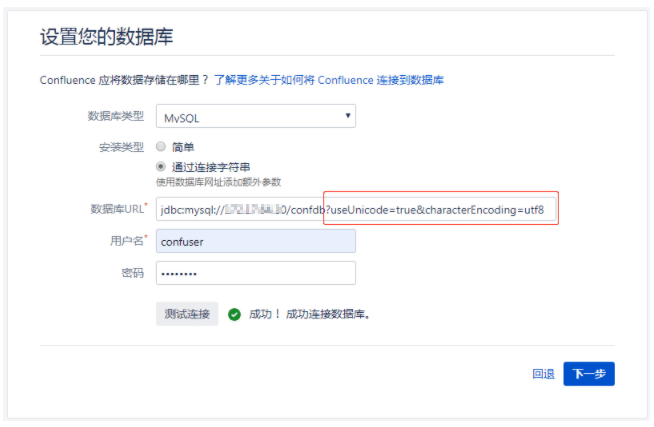 设置您的数据库
Confluence 应将数据存储在哪里？ 了解更多关于如何将 Confluence 连接到数据库
数据库类型 MySQL
安装类型 简单
通过连接字符串
使用数据库网址添加额外参数
数据库URL* jdbc:mysql:// 0/confdb?useUnicode=true&characterEncoding=utf8
用户名* confuser
密码 ••••••••
测试连接 成功！ 成功连接数据库。
回退 下一步